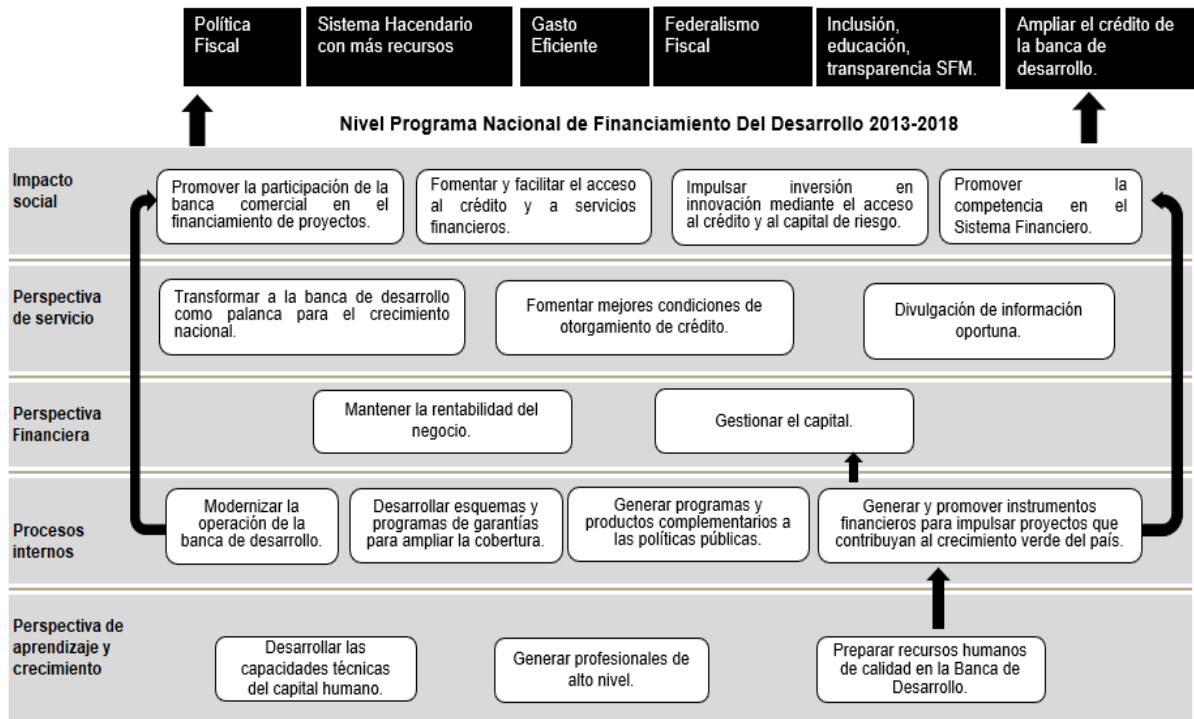 Política
Fiscal
Sistema Hacendario
con más recursos
Gasto
Eficiente
Federalismo
Fiscal
Inclusión,
educación,
transparencia SFM.
Ampliar el crédito de
la banca de
desarrollo.
Nivel Programa Nacional de Financiamiento Del Desarrollo 2013-2018
Impacto
social
Promover la participación de la
banca comercial en el
financiamiento de proyectos.
Fomentar y facilitar el acceso
al crédito y a servicios
financieros.
Impulsar inversión en
innovación mediante el acceso
al crédito y al capital de riesgo.
Promover la
competencia en el
Sistema Financiero.
Perspectiva
de servicio
Transformar a la banca de desarrollo
como palanca para el crecimiento
nacional.
Fomentar mejores condiciones de
otorgamiento de crédito.
Divulgación de información
oportuna.
Perspectiva
Financiera
Mantener la rentabilidad del
negocio.
Gestionar el capital.
Procesos
internos
Modernizar la
operación de la
banca de desarrollo.
Desarrollar esquemas y
programas de garantías
para ampliar la cobertura.
Generar programas y
productos complementarios a
las políticas públicas.
Generar y promover instrumentos
financieros para impulsar proyectos que
contribuyan al crecimiento verde del país.
Perspectiva de
aprendizaje y
crecimiento
Desarrollar las
capacidades técnicas
del capital humano.
Generar profesionales de
alto nivel.
Preparar recursos humanos
de calidad en la Banca de
Desarrollo.